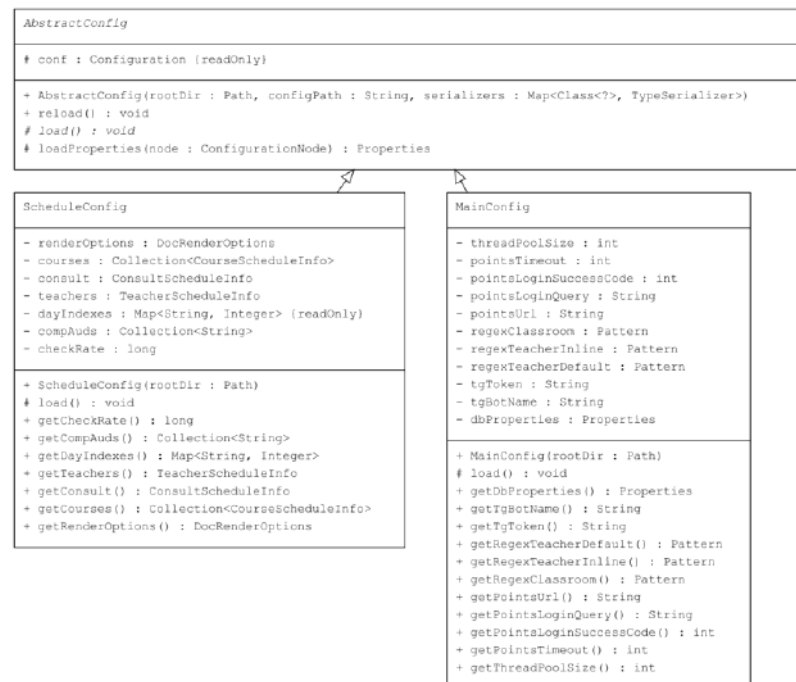 AbstractConfig
# conf : Configuration {readOnly}
+ AbstractConfig(rootDir : Path, configPath : String, serializers : Map<Class<?>, TypeSerializer>)
+ reload() : void
# load() : void
# loadProperties(node : ConfigurationNode) : Properties
ScheduleConfig
- renderOptions : DocRenderOptions
- courses : Collection<CourseScheduleInfo>
- consult : ConsultScheduleInfo
- teachers : TeacherScheduleInfo
- dayIndexes : Map<String, Integer> {readOnly}
- compAuds : Collection<String>
- checkRate : long
+ ScheduleConfig(rootDir : Path)
# load() : void
+ getCheckRate() : long
+ getCompAuds() : Collection<String>
+ getDayIndexes() : Map<String, Integer>
+ getTeachers() : TeacherScheduleInfo
+ getConsult() : ConsultScheduleInfo
+ getCourses() : Collection<CourseScheduleInfo>
+ getRenderOptions() : DocRenderOptions
MainConfig
- threadPoolSize : int
- pointsTimeout : int
- pointsLoginSuccessCode : int
- pointsLoginQuery : String
- pointsUrl : String
- regexClassroom : Pattern
- regexTeacherInline : Pattern
- regexTeacherDefault : Pattern
- tgToken : String
- tgBotName : String
- dbProperties : Properties
+ MainConfig(rootDir : Path)
# load() : void
+ getDbProperties() : Properties
+ getTgBotName() : String
+ getTgToken() : String
+ getRegexTeacherDefault() : Pattern
+ getRegexTeacherInline() : Pattern
+ getRegexClassroom() : Pattern
+ getPointsUrl() : String
+ getPointsLoginQuery() : String
+ getPointsLoginSuccessCode() : int
+ getPointsTimeout() : int
+ getThreadPoolSize() : int